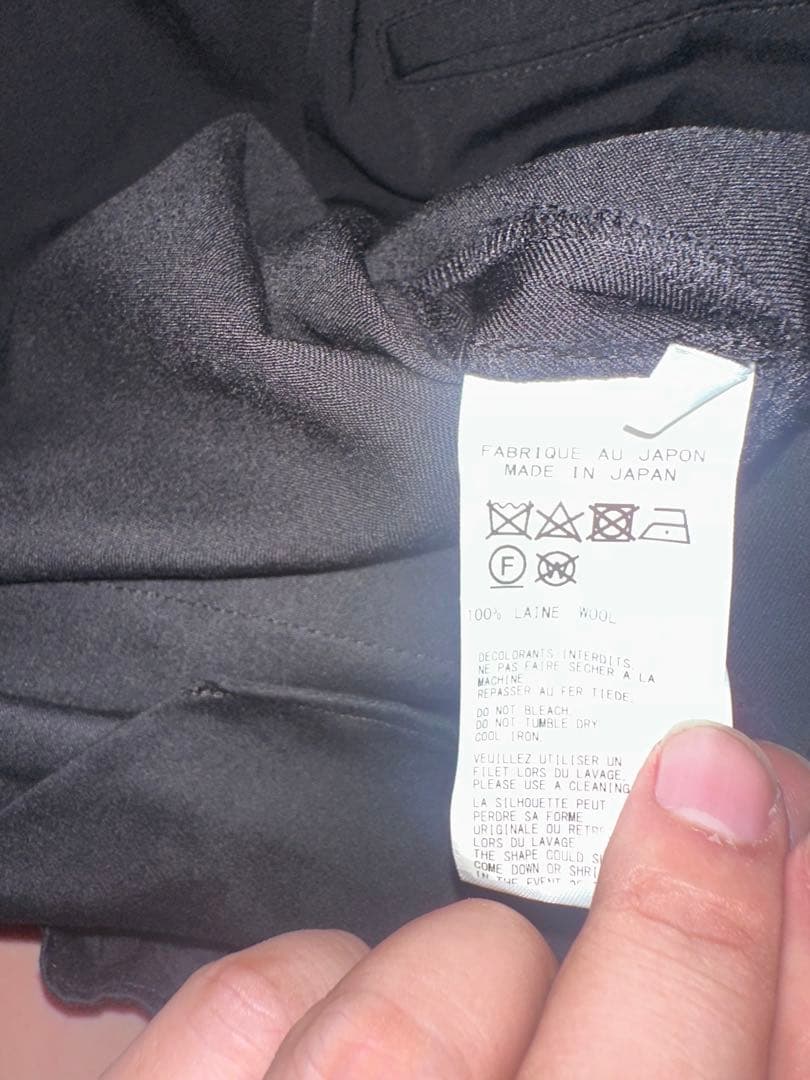 FABRIQUE AU JAPON
MADE IN JAPAN
F W
100% LAINE WOOL
DECOLORANTS INTERDITS.
NE PAS FAIRE SECHER A LA
MACHINE
REPASSER AU FER TIEDE.
DO NOT BLEACH.
DO NOT TUMBLE DRY
COOL IRON.
VEUILLEZ UTILISER UN
FILET LORS DU LAVAGE.
PLEASE USE A CLEANING
LA SILHOUETTE PEUT
PERDRE SA FORME
ORIGINALE OU
LORS DU LAVAGE
THE SHAPE COULD
COME DOWN OR
IN THE EVENT